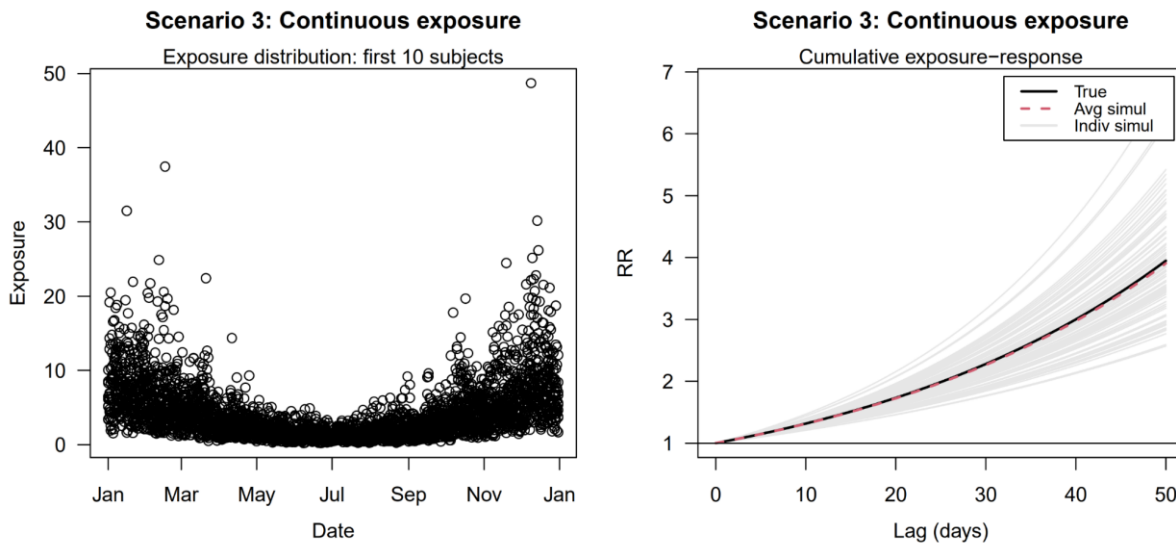 Scenario 3: Continuous exposure
Exposure distribution: first 10 subjects
50
40
30
20
10
0
Exposure
Jan Mar May Jul Sep Nov Jan
Date
Scenario 3: Continuous exposure
Cumulative exposure−response
True
Avg simul
Indiv simul
7
6
5
4
3
2
1
RR
0 10 20 30 40 50
Lag (days)